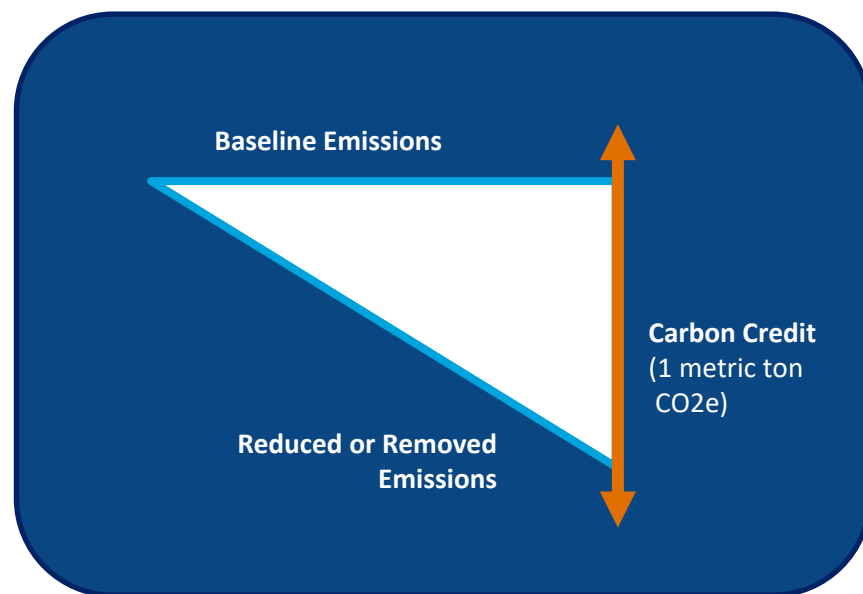 Baseline Emissions
Carbon Credit
(1 metric ton
CO2e)
Reduced or Removed
Emissions